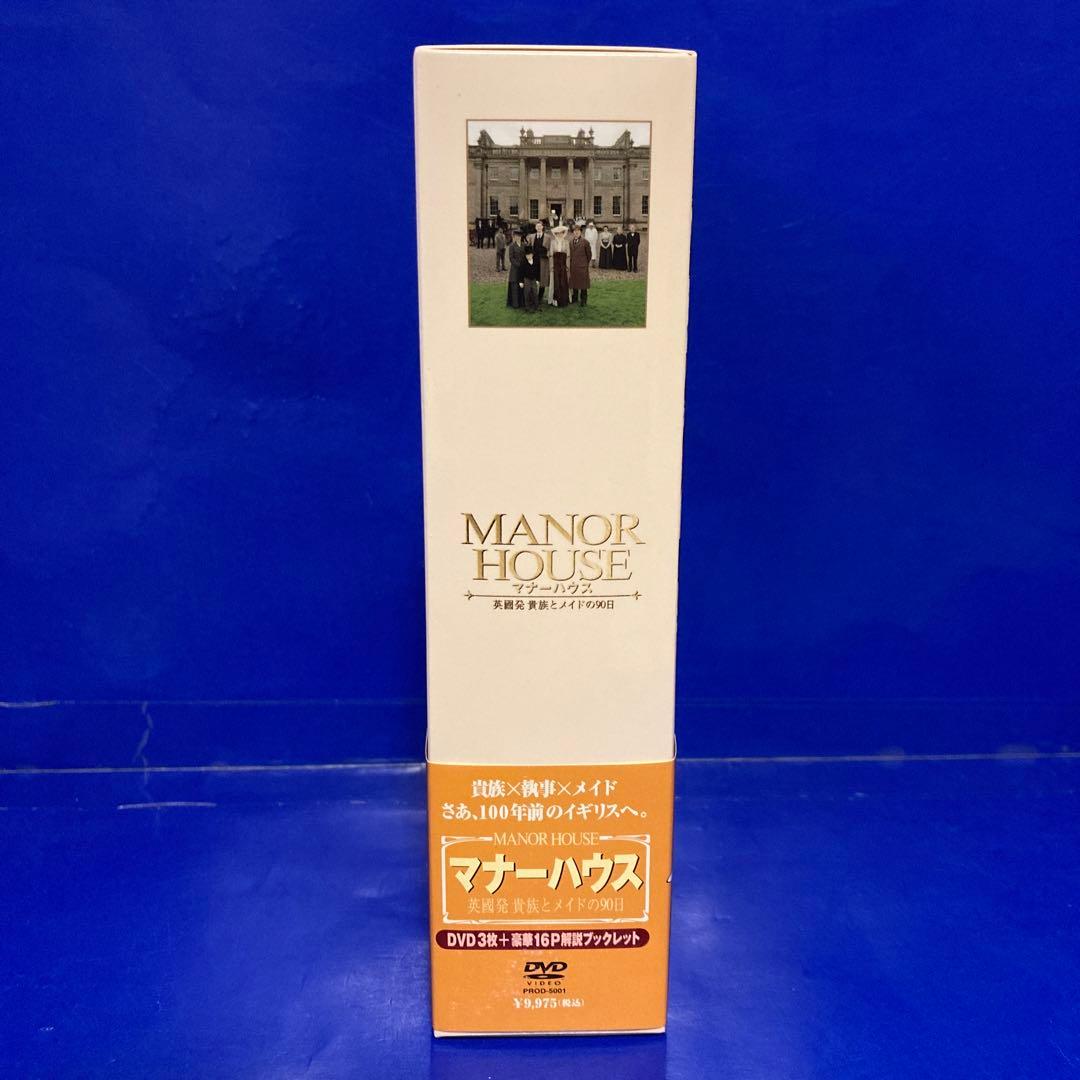 MANOR
HOUSE
マナーハウス
英國発 貴族とメイドの90日
貴族×執事×メイド
さあ、100年前のイギリスへ。
MANOR HOUSE
マナーハウス
英國発 貴族とメイドの90日
DVD3枚+豪華16P解説ブックレット
DVD
VIDEO
PROD-5001
¥9,975(税込)